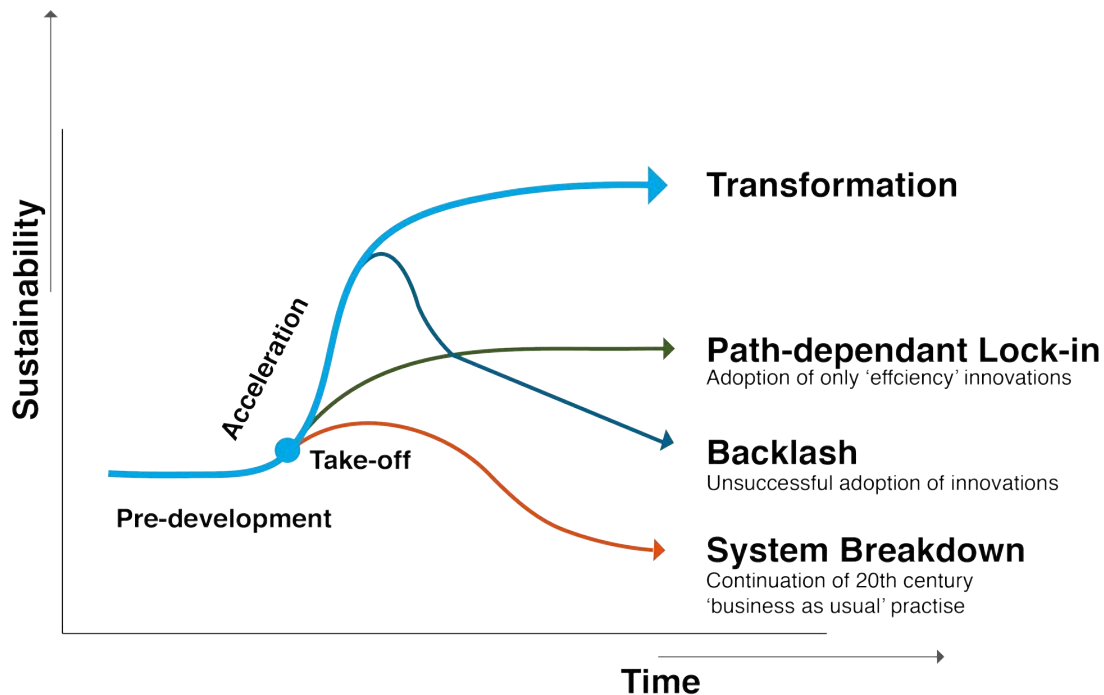 Sustainability
Transformation
Acceleration
Path-dependant Lock-in
Adoption of only ‘effciency’ innovations
Take-off
Backlash
Unsuccessful adoption of innovations
Pre-development
System Breakdown
Continuation of 20th century
‘business as usual’ practise
Time